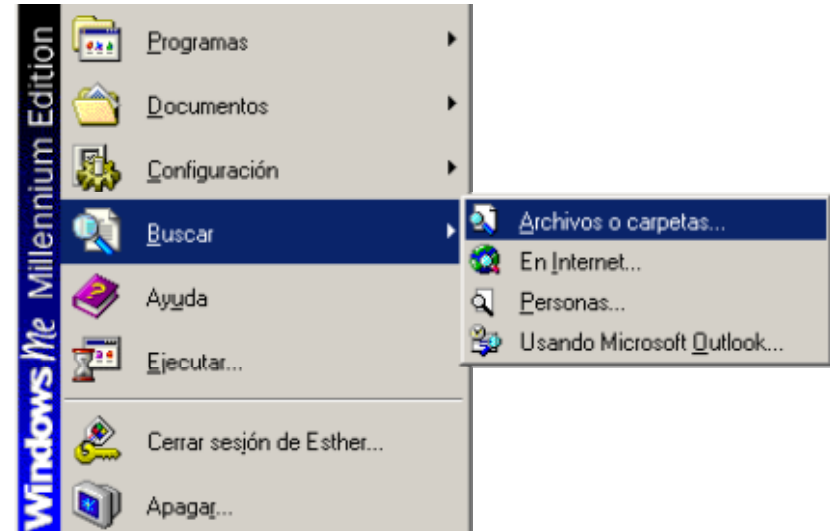 Windows Me Millennium Edition
Programas
Documentos
Configuración
Buscar
Archivos o carpetas...
En Internet...
Personas...
Usando Microsoft Outlook...
Ayuda
Ejecutar...
Cerrar sesión de Esther...
Apagar...